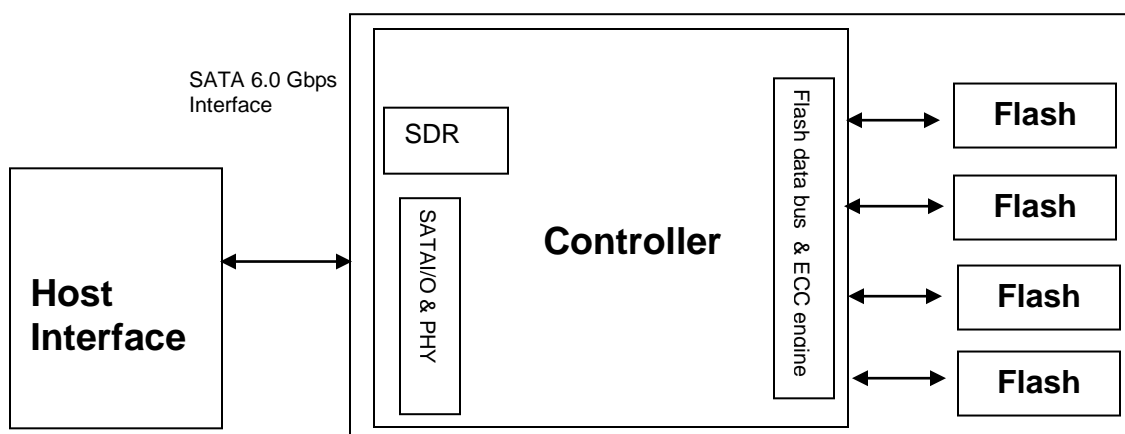 SATA 6.0 Gbps
Interface
Host
Interface
SDR
SATAI/O & PHY
Controller
Flash data bus & ECC engine
Flash
Flash
Flash
Flash